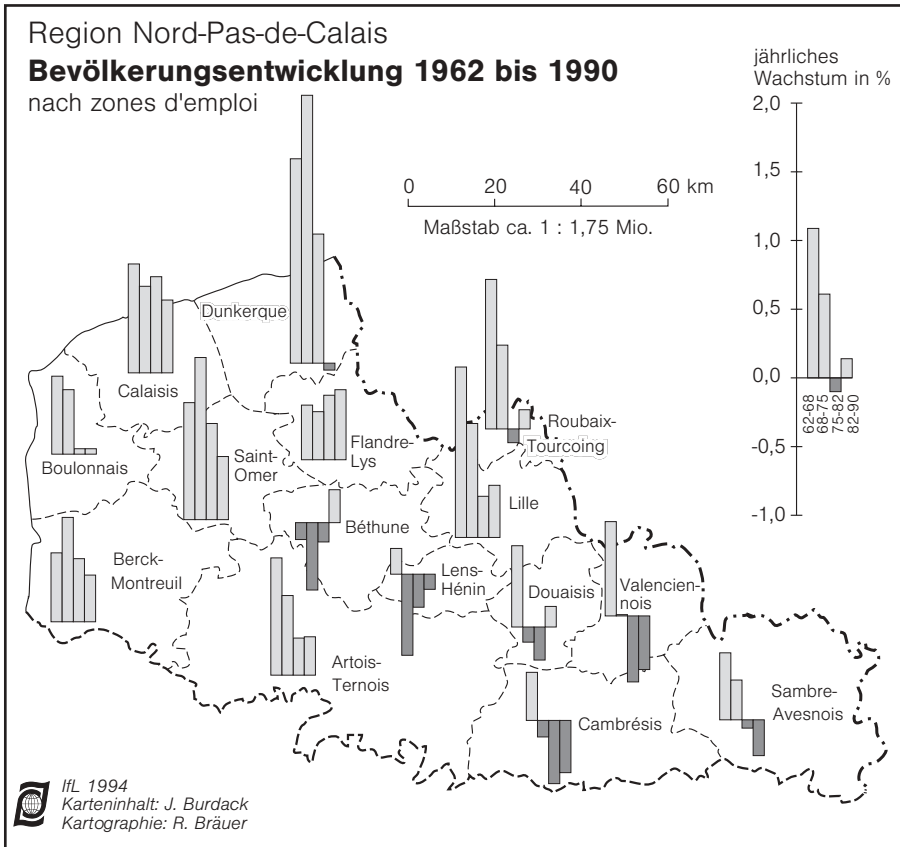 Region Nord-Pas-de-Calais
Bevölkerungsentwicklung 1962 bis 1990
nach zones d'emploi
jährliches
Wachstum in %
2,0
1,5
1,0
0,5
0,0
-0,5
-1,0
62-68
68-75
75-82
82-90
0 20 40 60 km
Maßstab ca. 1 : 1,75 Mio.
Dunkerque
Calaisis
Boulonnais
Saint-
Omer
Flandre-
Lys
Roubaix-
Tourcoing
Lille
Béthune
Berck-
Montreuil
Lens-
Hénin
Douaisis
Valencien-
nois
Artois-
Ternois
Cambrésis
Sambre-
Avesnois
IfL 1994
Karteninhalt: J. Burdack
Kartographie: R. Bräuer